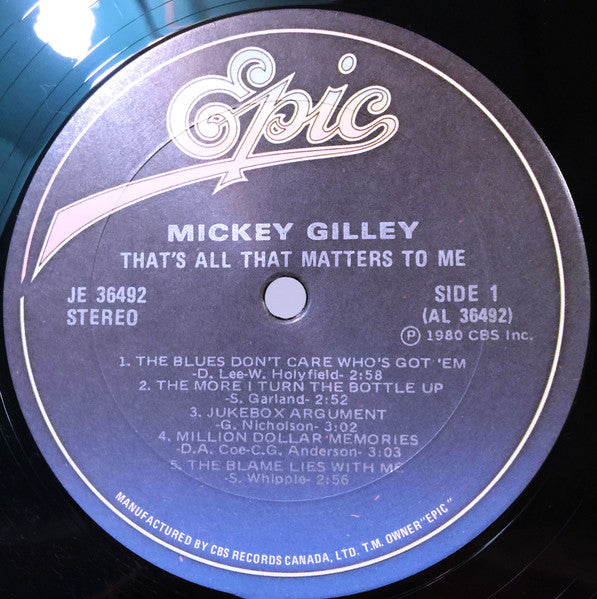 Epic
MICKEY GILLEY
THAT'S ALL THAT MATTERS TO ME
JE 36492
STEREO
SIDE 1
(AL 36492)
Ⓟ 1980 CBS Inc.
1. THE BLUES DON'T CARE WHO'S GOT 'EM
-D. Lee-W. Holyfield- 2:58
2. THE MORE I TURN THE BOTTLE UP
-S. Garland- 2:52
3. JUKEBOX ARGUMENT
-G. Nicholson- 3:02
4. MILLION DOLLAR MEMORIES
-D.A. Coe-C.G. Anderson- 3:03
5. THE BLAME LIES WITH ME
-S. Whipple- 2:56
MANUFACTURED BY CBS RECORDS CANADA, LTD. T.M. OWNER "EPIC"